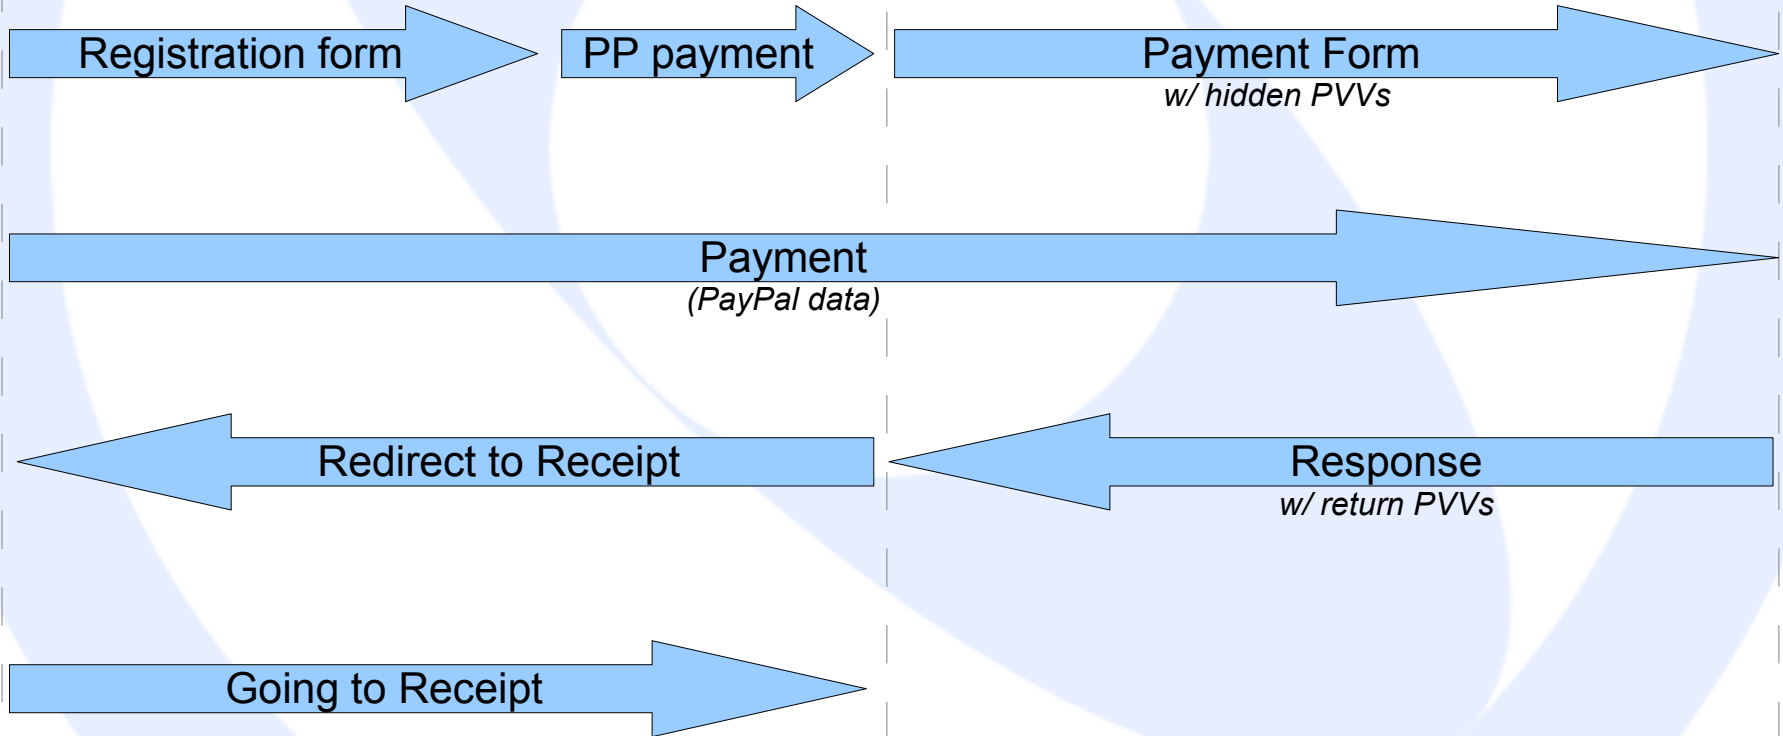 Registration form
PP payment
Payment Form
w/ hidden PVVs
Payment
(PayPal data)
Redirect to Receipt
Response
w/ return PVVs
Going to Receipt